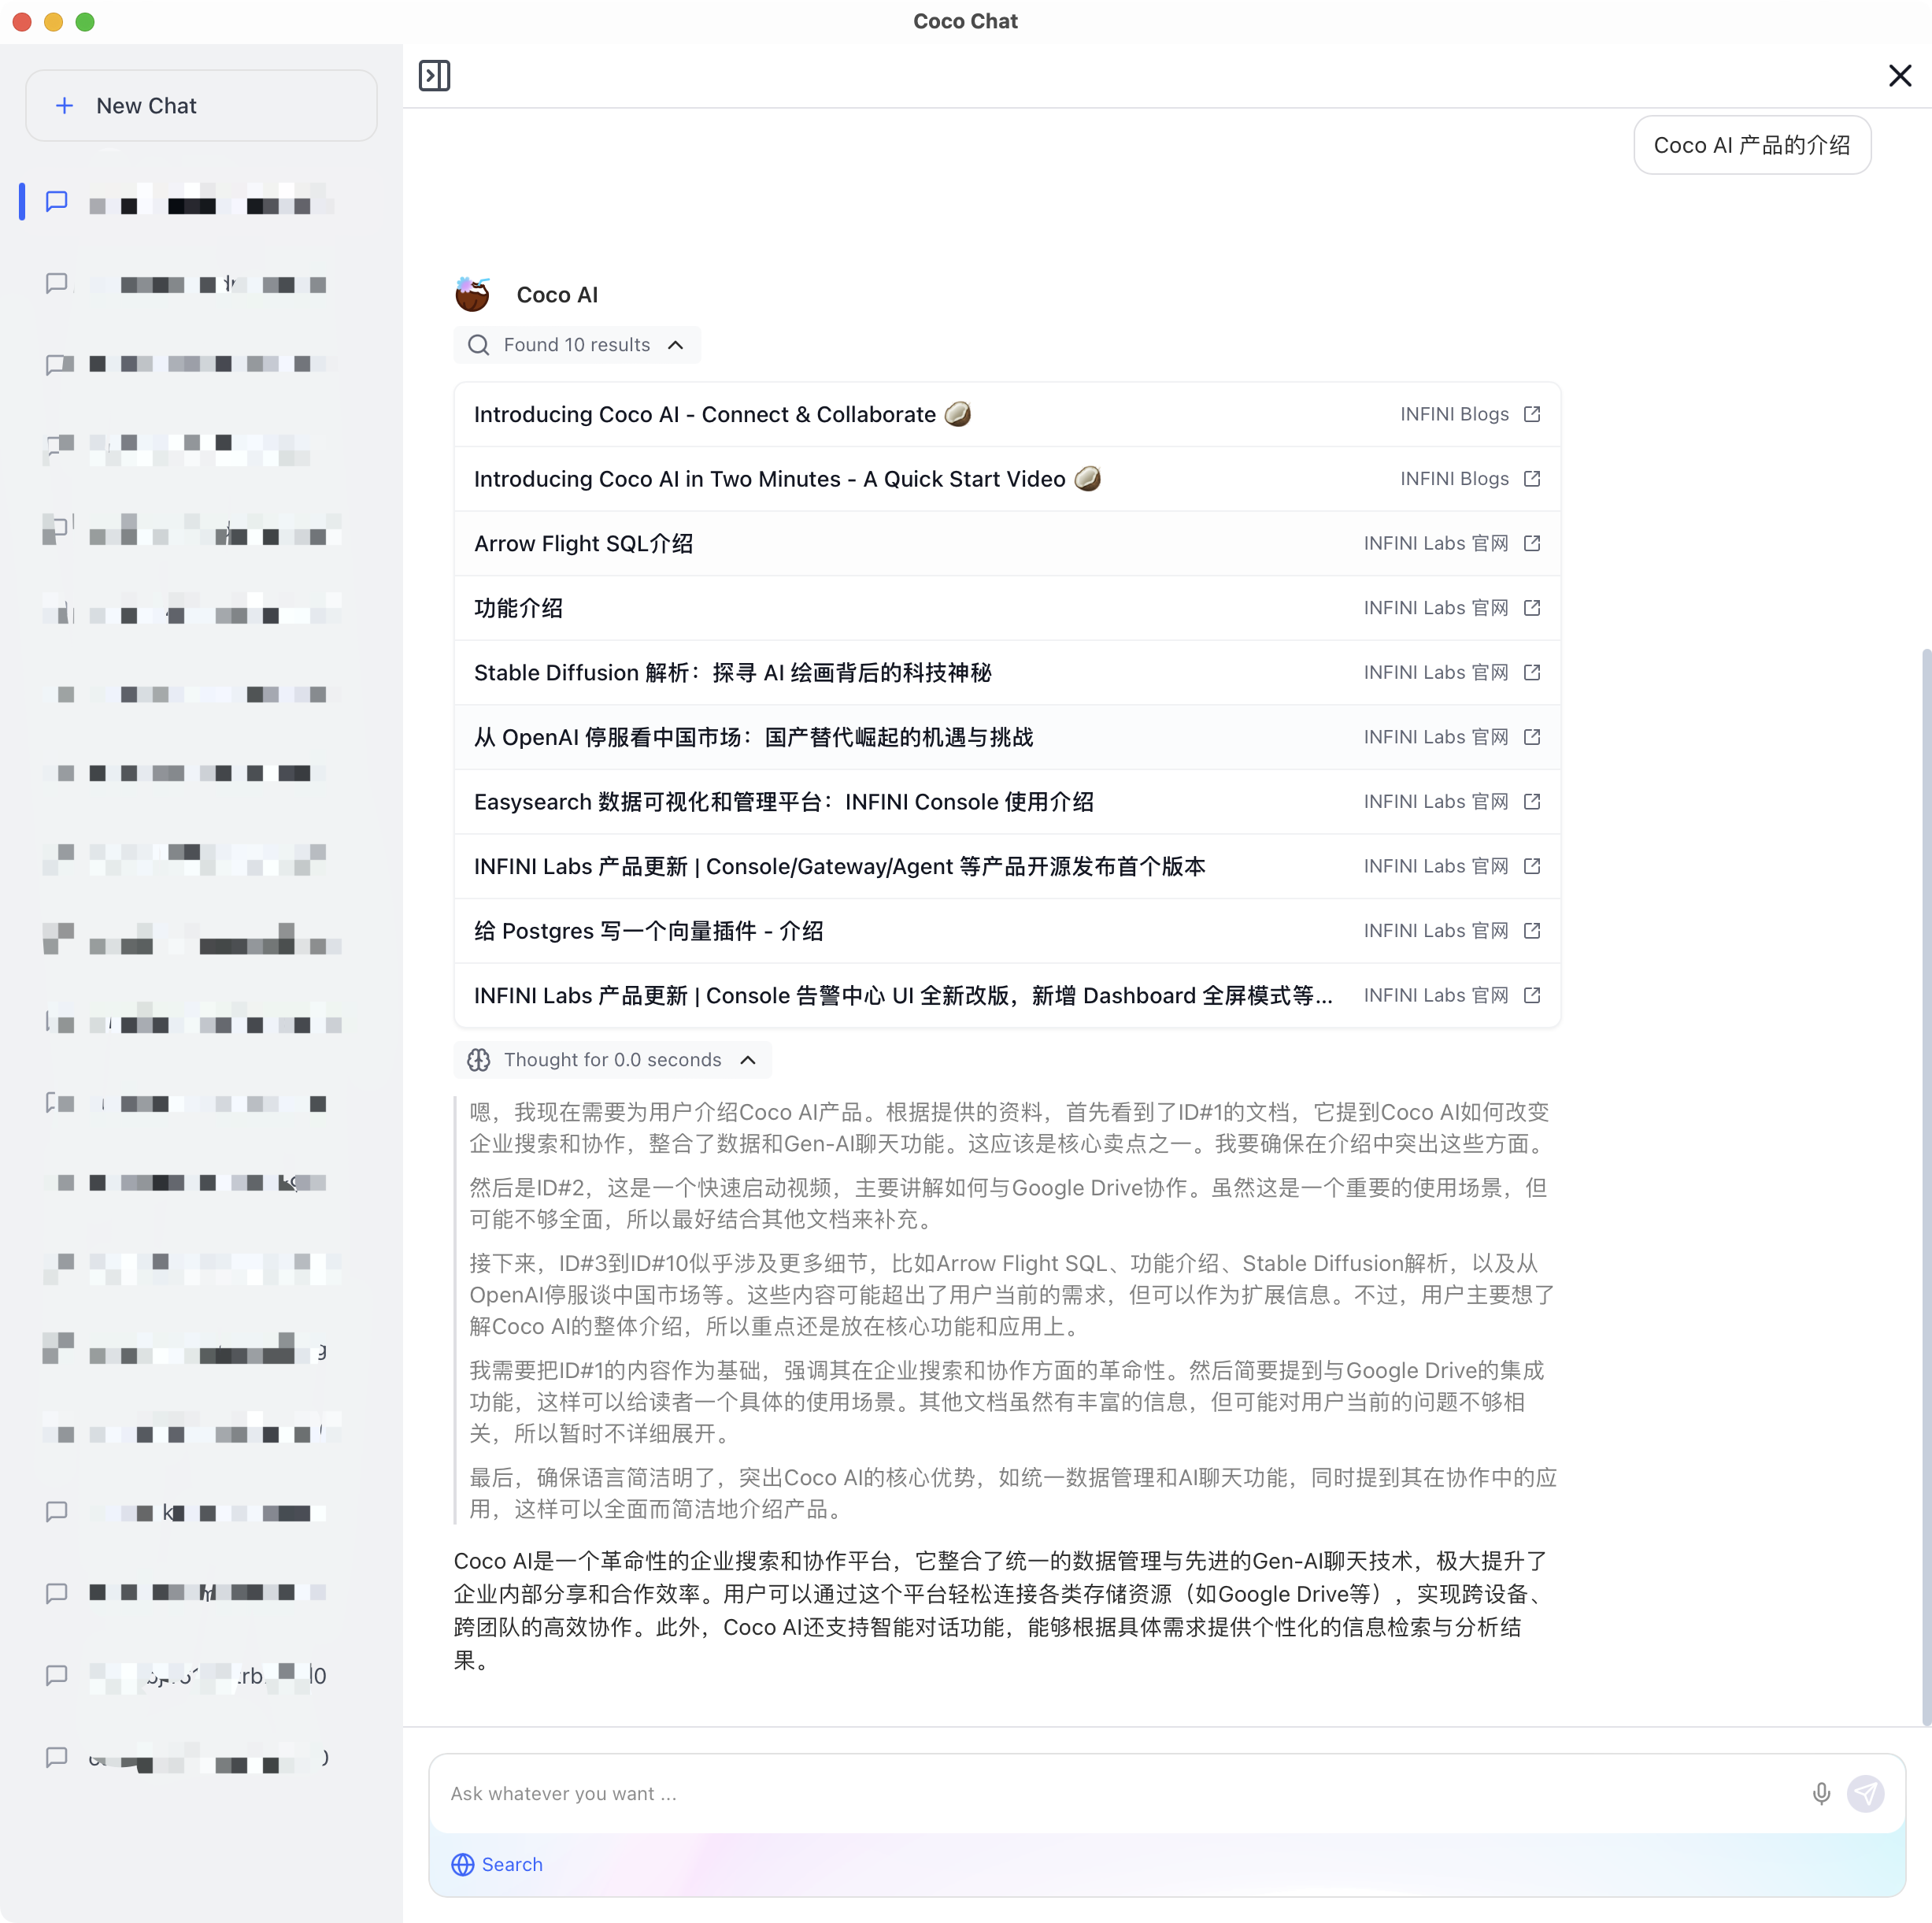 Coco Chat
New Chat
Coco AI 产品的介绍
Coco AI
Found 10 results
Introducing Coco AI - Connect & Collaborate 🥥
INFINI Blogs
Introducing Coco AI in Two Minutes - A Quick Start Video 🥥
INFINI Blogs
Arrow Flight SQL介绍
INFINI Labs 官网
功能介绍
INFINI Labs 官网
Stable Diffusion 解析：探寻 AI 绘画背后的科技神秘
INFINI Labs 官网
从 OpenAI 停服看中国市场：国产替代崛起的机遇与挑战
INFINI Labs 官网
Easysearch 数据可视化和管理平台：INFINI Console 使用介绍
INFINI Labs 官网
INFINI Labs 产品更新 | Console/Gateway/Agent 等产品开源发布首个版本
INFINI Labs 官网
给 Postgres 写一个向量插件 - 介绍
INFINI Labs 官网
INFINI Labs 产品更新 | Console 告警中心 UI 全新改版，新增 Dashboard 全屏模式等...
INFINI Labs 官网
Thought for 0.0 seconds
嗯，我现在需要为用户介绍Coco AI产品。根据提供的资料，首先看到了ID#1的文档，它提到Coco AI如何改变
企业搜索和协作，整合了数据和Gen-AI聊天功能。这应该是核心卖点之一。我要确保在介绍中突出这些方面。
然后是ID#2，这是一个快速启动视频，主要讲解如何与Google Drive协作。虽然这是一个重要的使用场景，但
可能不够全面，所以最好结合其他文档来补充。
接下来，ID#3到ID#10似乎涉及更多细节，比如Arrow Flight SQL、功能介绍、Stable Diffusion解析，以及从
OpenAI停服谈中国市场等。这些内容可能超出了用户当前的需求，但可以作为扩展信息。不过，用户主要想了
解Coco AI的整体介绍，所以重点还是放在核心功能和应用上。
我需要把ID#1的内容作为基础，强调其在企业搜索和协作方面的革命性。然后简要提到与Google Drive的集成
功能，这样可以给读者一个具体的使用场景。其他文档虽然有丰富的信息，但可能对用户当前的问题不够相
关，所以暂时不详细展开。
最后，确保语言简洁明了，突出Coco AI的核心优势，如统一数据管理和AI聊天功能，同时提到其在协作中的应
用，这样可以全面而简洁地介绍产品。
Coco AI是一个革命性的企业搜索和协作平台，它整合了统一的数据管理与先进的Gen-AI聊天技术，极大提升了
企业内部分享和合作效率。用户可以通过这个平台轻松连接各类存储资源（如Google Drive等），实现跨设备、
跨团队的高效协作。此外，Coco AI还支持智能对话功能，能够根据具体需求提供个性化的信息检索与分析结
果。
Ask whatever you want ...
Search